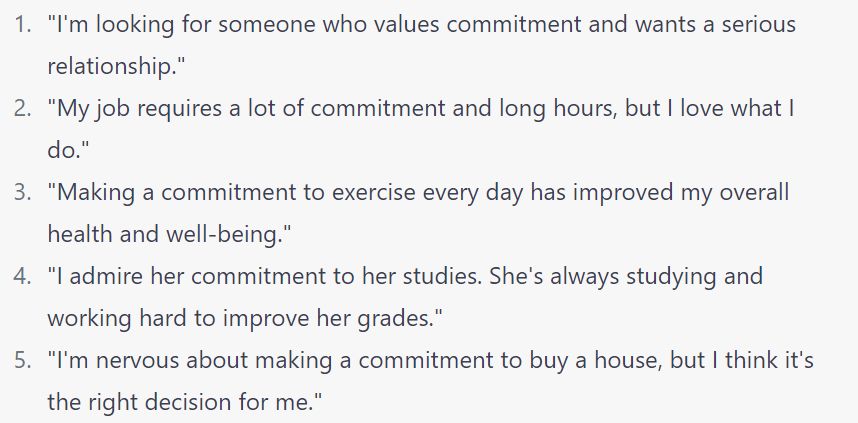 1. "I'm looking for someone who values commitment and wants a serious
relationship."
2. "My job requires a lot of commitment and long hours, but I love what I
do."
3. "Making a commitment to exercise every day has improved my overall
health and well-being."
4. "I admire her commitment to her studies. She's always studying and
working hard to improve her grades."
5. "I'm nervous about making a commitment to buy a house, but I think it's
the right decision for me."